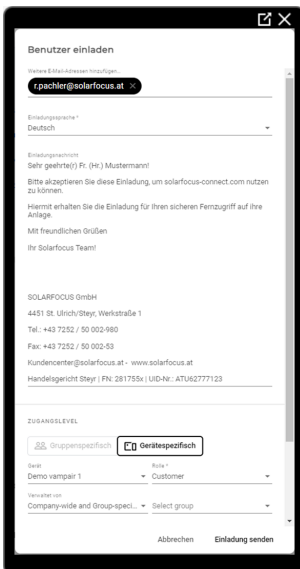 Benutzer einladen
Weitere E-Mail-Adressen hinzufügen...
r.pachler@solarfocus.at
Einladungssprache *
Deutsch
Einladungsnachricht
Sehr geehrte(r) Fr. (Hr.) Mustermann!
Bitte akzeptieren Sie diese Einladung, um solarfocus-connect.com nutzen
zu können.
Hiermit erhalten Sie die Einladung für Ihren sicheren Fernzugriff auf ihre
Anlage.
Mit freundlichen Grüßen
Ihr Solarfocus Team!
SOLARFOCUS GmbH
4451 St. Ulrich/Steyr, Werkstraße 1
Tel.: +43 7252 / 50 002-980
Fax: +43 7252 / 50 002-53
Kundencenter@solarfocus.at - www.solarfocus.at
Handelsgericht Steyr | FN: 281755x | UID-Nr.: ATU62777123
ZUGANGSLEVEL
Gruppenspezifisch Gerätespezifisch
Gerät Rolle *
Demo vampair 1 Customer
Verwaltet von
Company-wide and Group-speci... Select group
Abbrechen Einladung senden